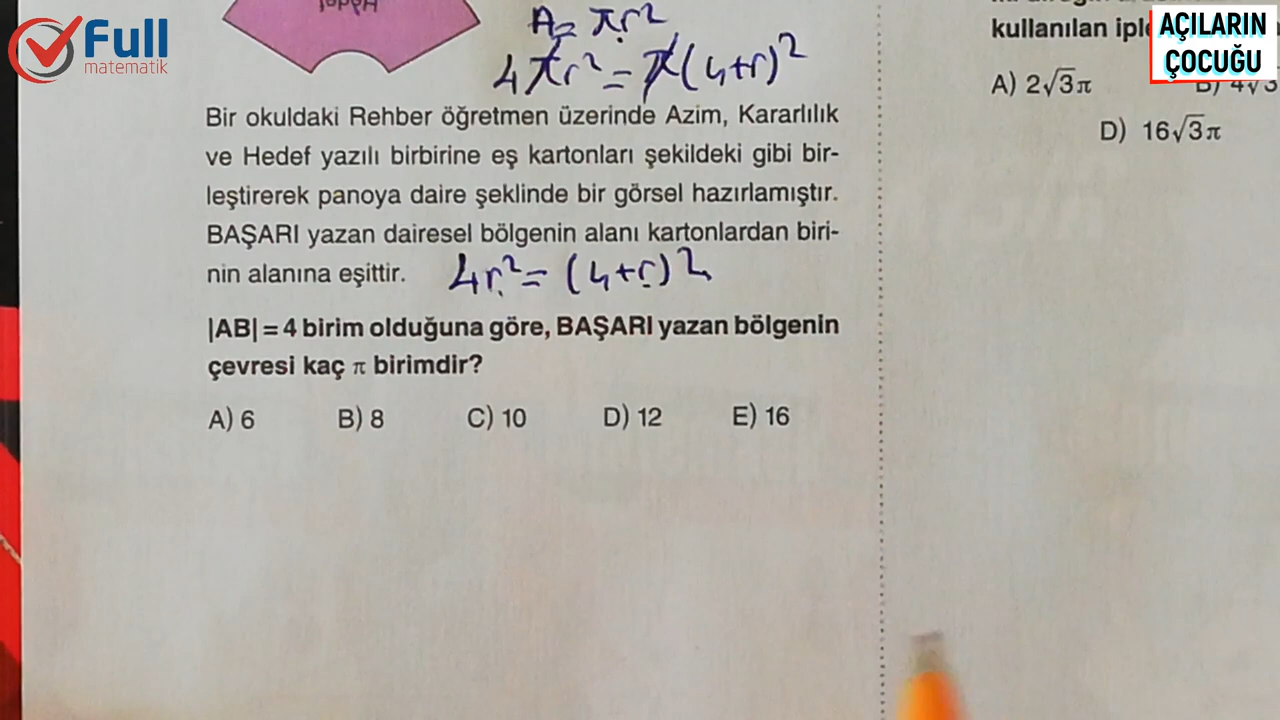 Full
matematik
Hedef
A = πr²
4πr² = π(4+r)²
Bir okuldaki Rehber öğretmen üzerinde Azim, Kararlılık
ve Hedef yazılı birbirine eş kartonları şekildeki gibi bir-
leştirerek panoya daire şeklinde bir görsel hazırlamıştır.
BAŞARI yazan dairesel bölgenin alanı kartonlardan biri-
nin alanına eşittir.
4r² = (4+r)²
|AB| = 4 birim olduğuna göre, BAŞARI yazan bölgenin
çevresi kaç π birimdir?
A) 6 B) 8 C) 10 D) 12 E) 16
kullanılan
A) 2√3π B) 4√3
D) 16√3π
AÇILARIN
ÇOCUĞU